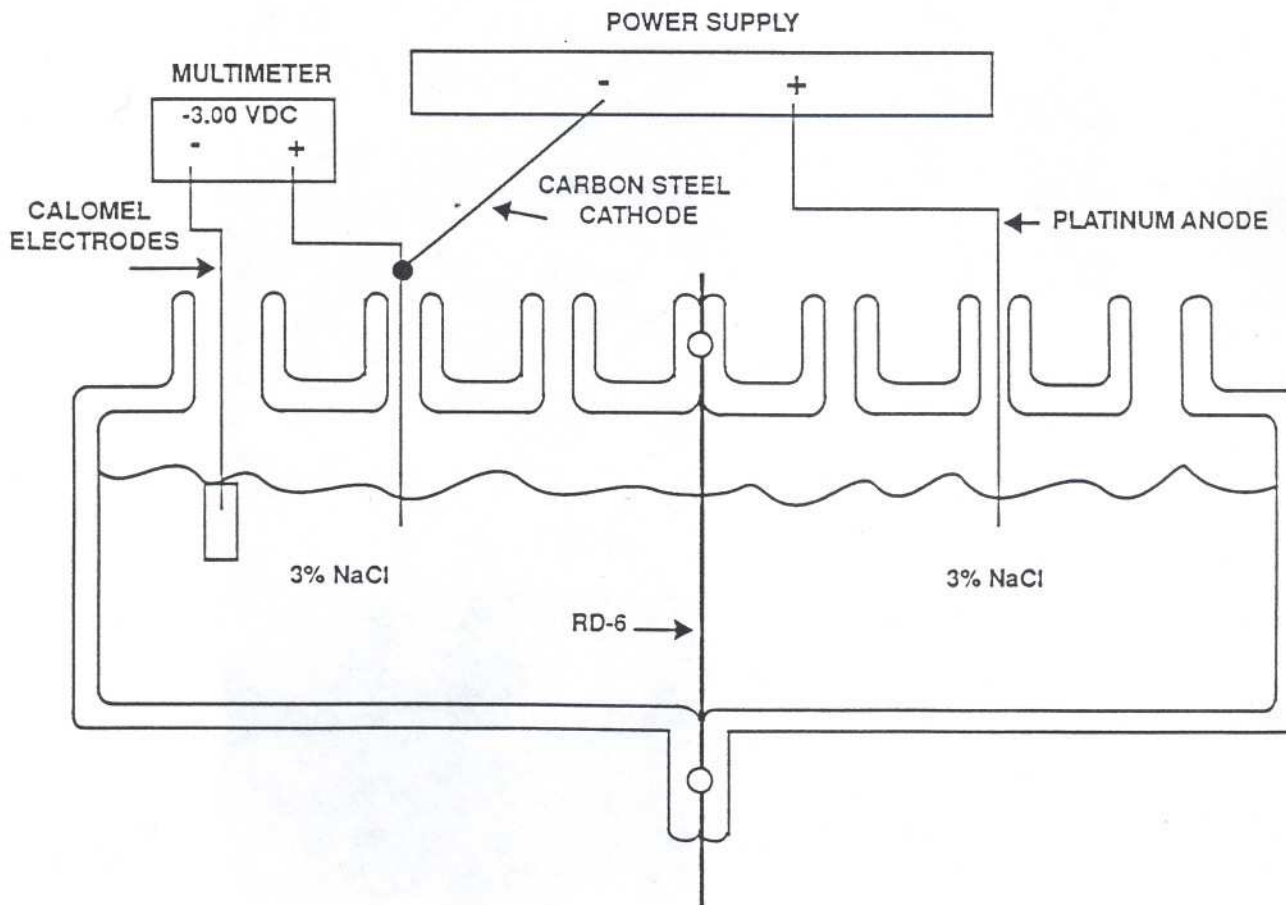 POWER SUPPLY
- +
MULTIMETER
-3.00 VDC
- +
CARBON STEEL
CATHODE
CALOMEL
ELECTRODES
PLATINUM ANODE
3% NaCl
3% NaCl
RD-6